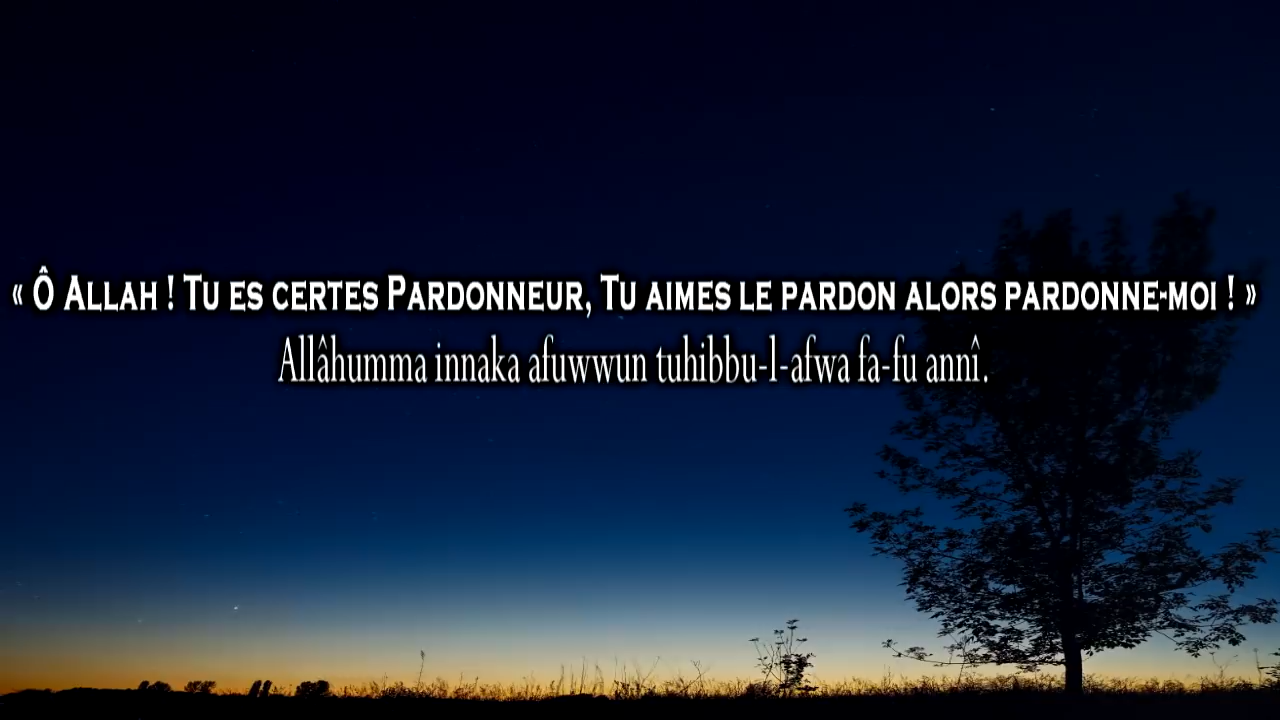 « Ô Allah ! Tu es certes Pardonneur, Tu aimes le pardon alors pardonne-moi ! »
Allâhumma innaka afuwwun tuhibbu-l-afwa fa-fu annî.